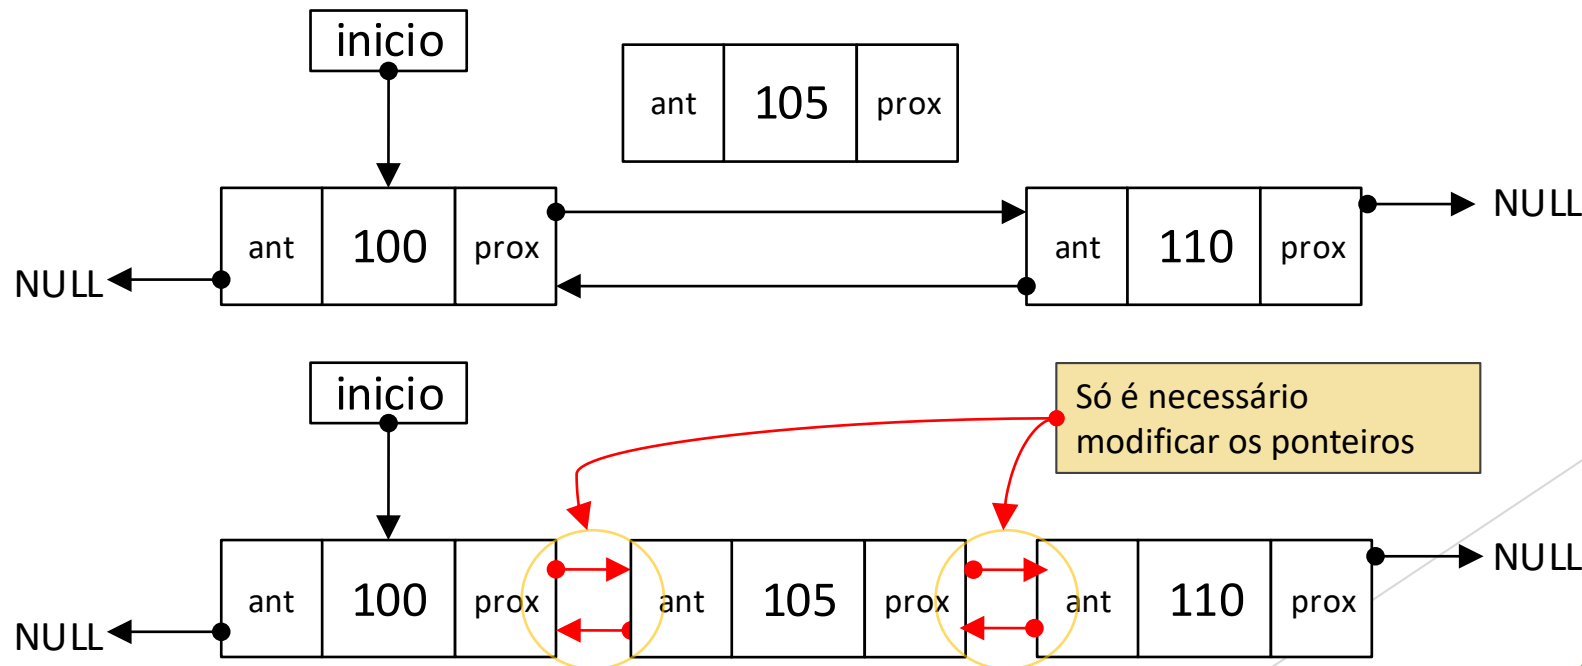 inicio
ant 105 prox
NULL
ant 100 prox
ant 110 prox
NULL
inicio
Só é necessário
modificar os ponteiros
NULL
ant 100 prox
ant 105 prox
ant 110 prox
NULL